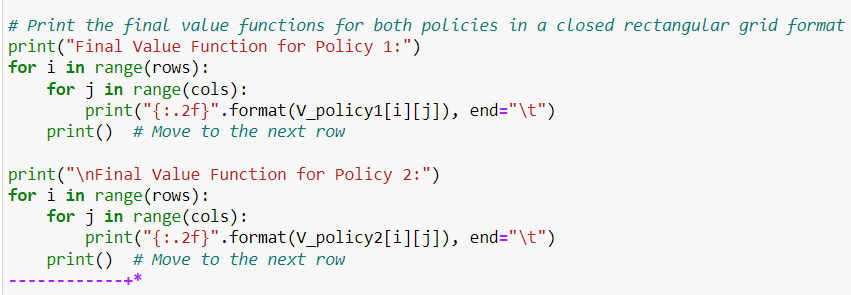 # Print the final value functions for both policies in a closed rectangular grid format
print("Final Value Function for Policy 1:")
for i in range(rows):
    for j in range(cols):
        print("{:.2f}".format(V_policy1[i][j]), end="\t")
    print()  # Move to the next row

print("\nFinal Value Function for Policy 2:")
for i in range(rows):
    for j in range(cols):
        print("{:.2f}".format(V_policy2[i][j]), end="\t")
    print()  # Move to the next row
------------+*